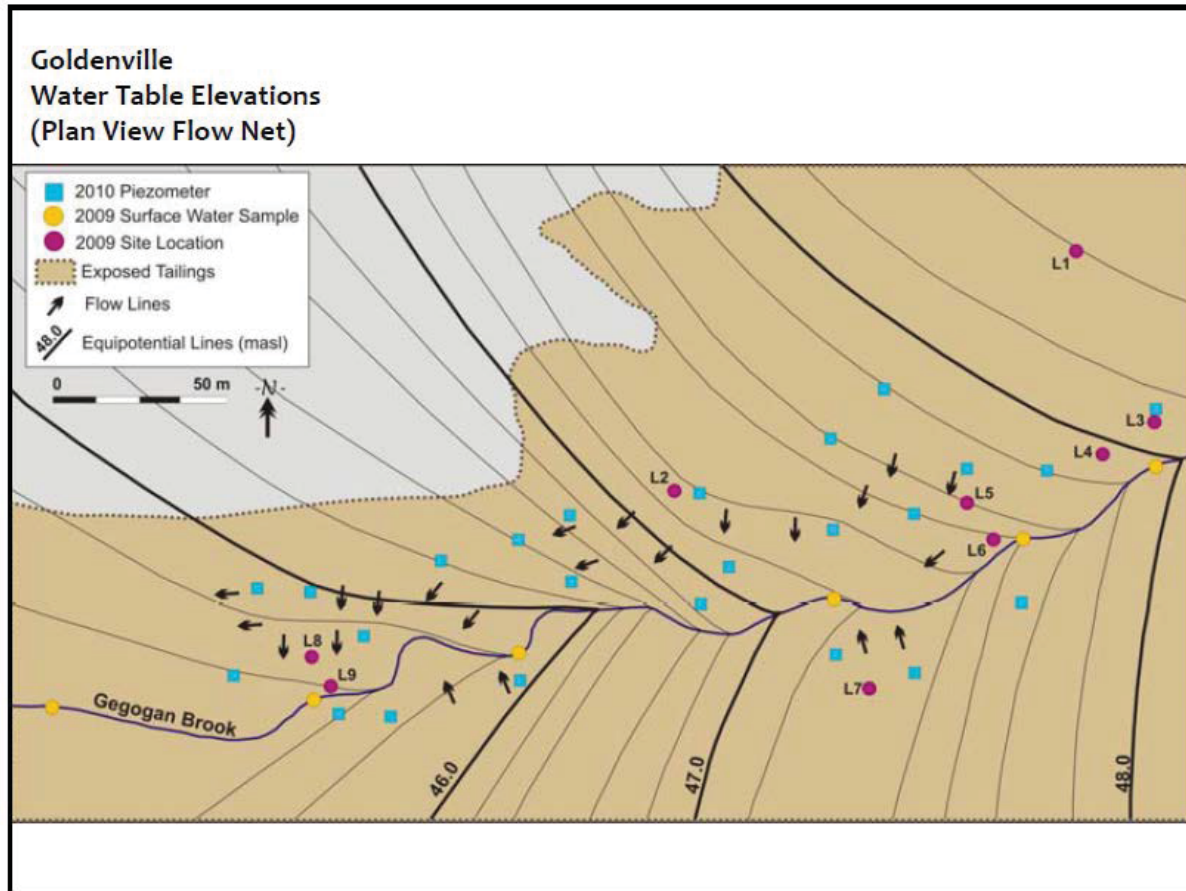 Goldenville
Water Table Elevations
(Plan View Flow Net)
2010 Piezometer
2009 Surface Water Sample
2009 Site Location
Exposed Tailings
Flow Lines
48.0
Equipotential Lines (masl)
0 50 m
-N-
L1
L3
L4
L2
L5
L6
L8
L9
L7
Gegogan Brook
46.0
47.0
48.0